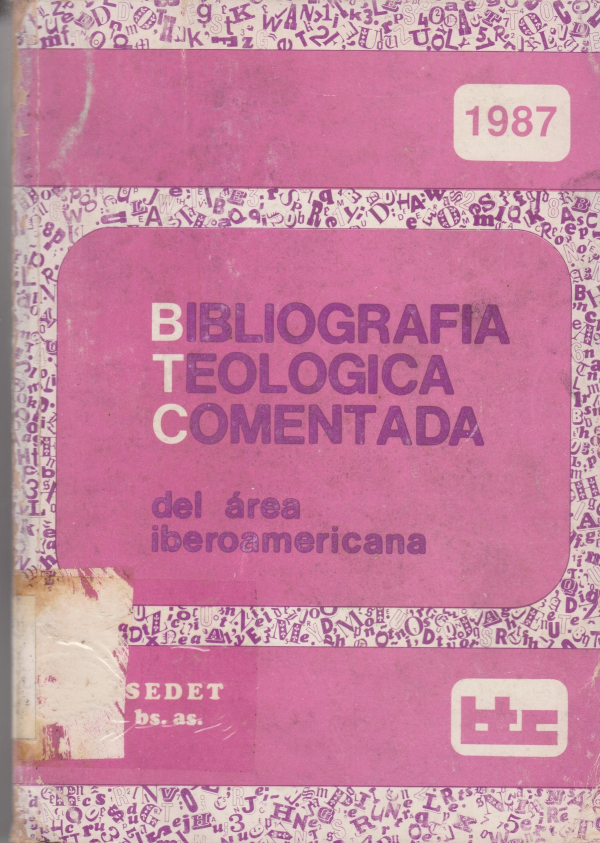 1987
BIBLIOGRAFIA
TEOLOGICA
COMENTADA
del área
iberoamericana
SEDET
bs. as.
btc